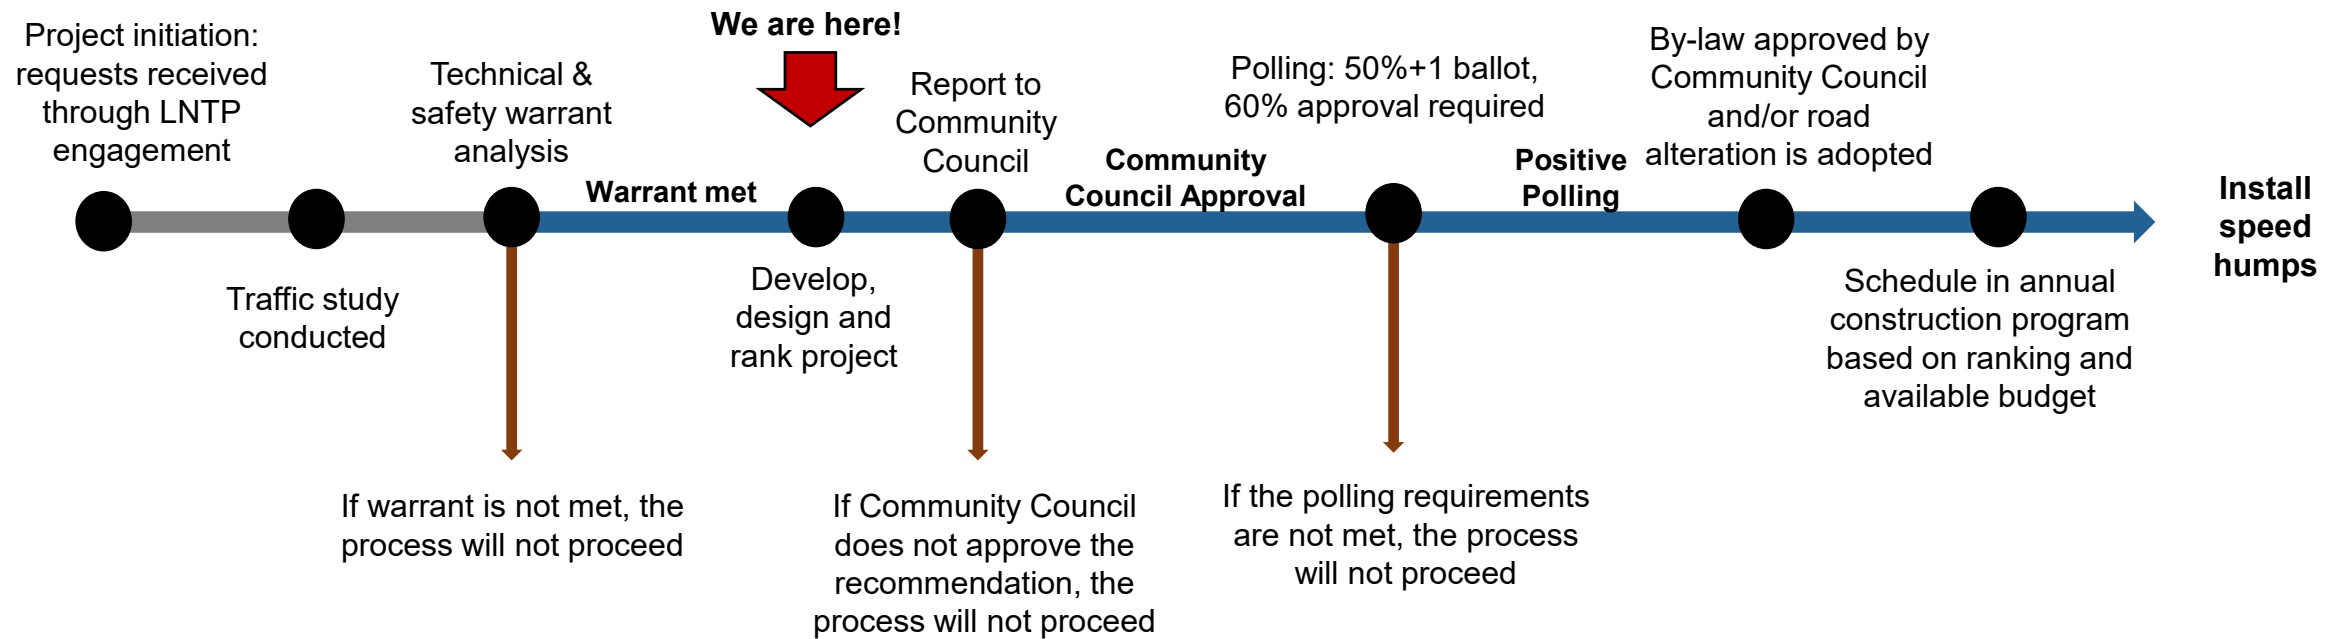 Project initiation:
requests received
through LNTP
engagement
Traffic study
conducted
Technical &
safety warrant
analysis
Warrant met
If warrant is not met, the
process will not proceed
We are here!
Develop,
design and
rank project
Report to
Community
Council
Community
Council Approval
If Community Council
does not approve the
recommendation, the
process will not proceed
Polling: 50%+1 ballot,
60% approval required
Positive
Polling
If the polling requirements
are not met, the process
will not proceed
By-law approved by
Community Council
and/or road
alteration is adopted
Schedule in annual
construction program
based on ranking and
available budget
Install
speed
humps